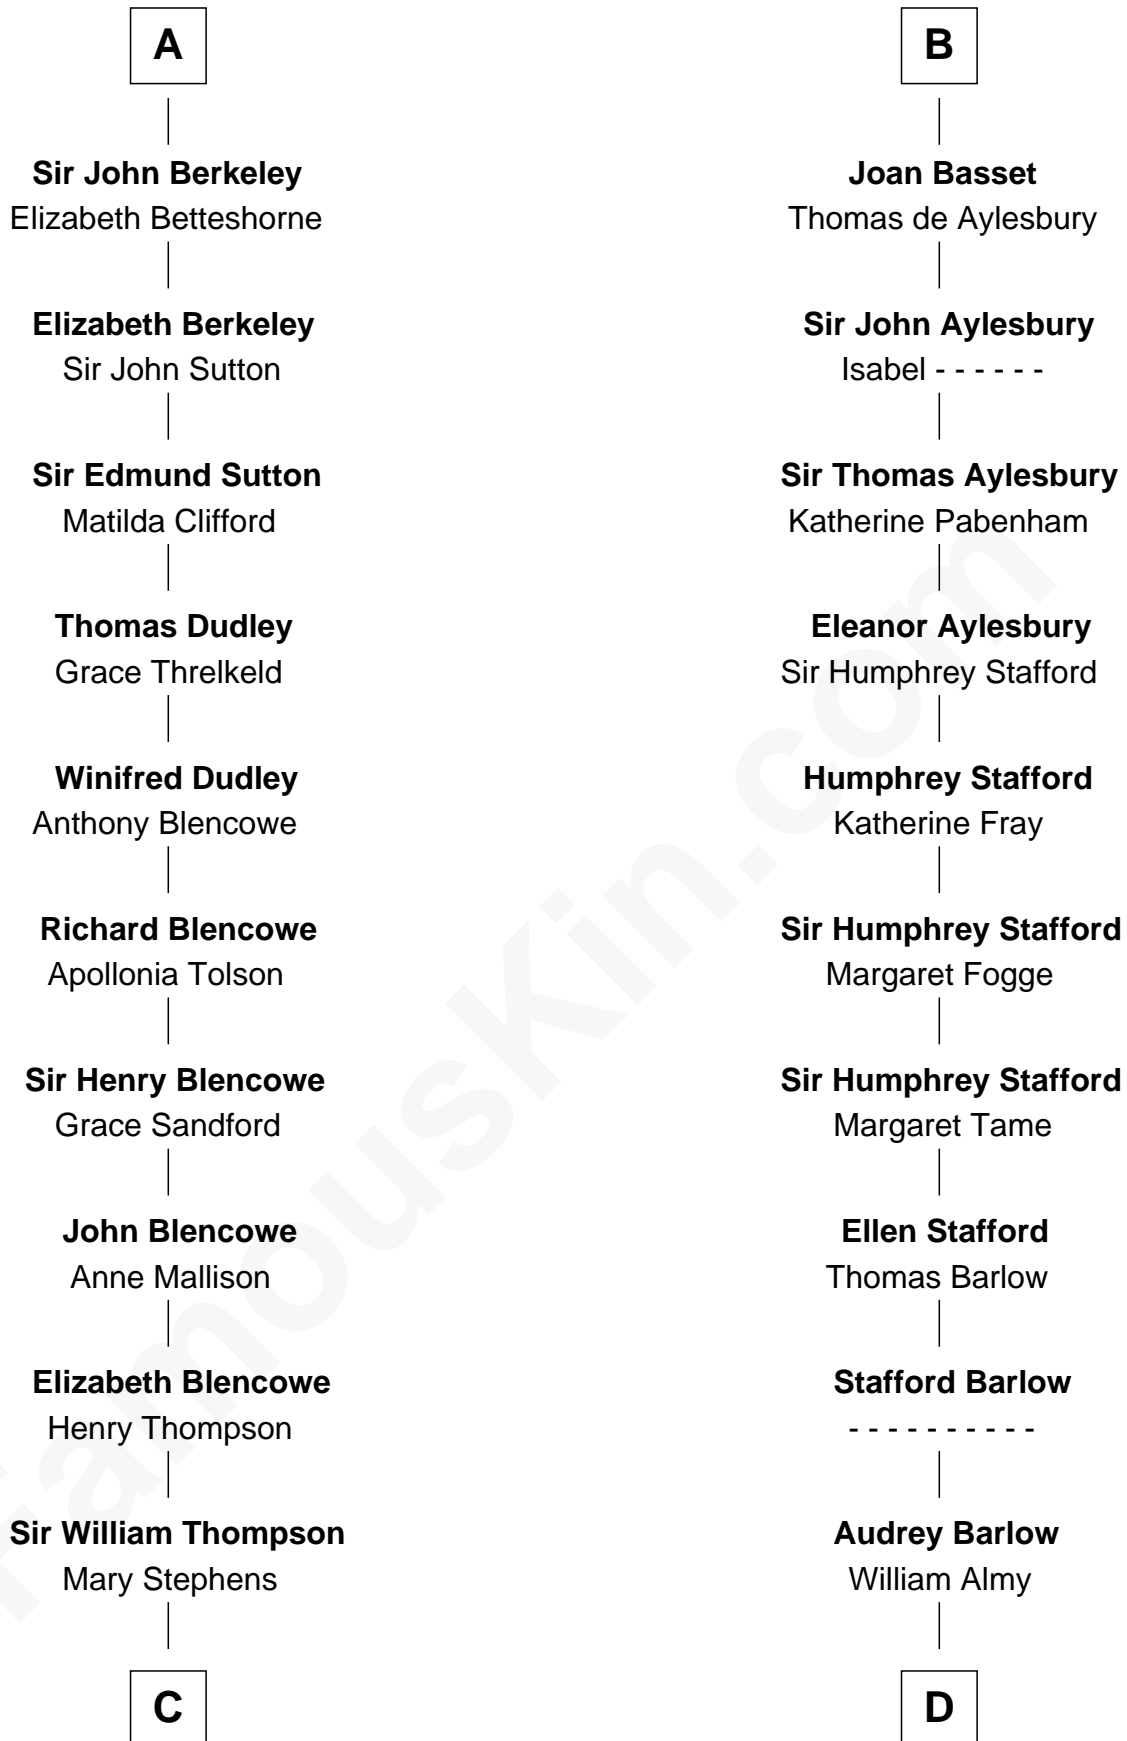 A
Sir John Berkeley
Elizabeth Betteshorne
Elizabeth Berkeley
Sir John Sutton
Sir Edmund Sutton
Matilda Clifford
Thomas Dudley
Grace Threlkeld
Winifred Dudley
Anthony Blencowe
Richard Blencowe
Apollonia Tolson
Sir Henry Blencowe
Grace Sandford
John Blencowe
Anne Mallison
Elizabeth Blencowe
Henry Thompson
Sir William Thompson
Mary Stephens
C
B
Joan Basset
Thomas de Aylesbury
Sir John Aylesbury
Isabel - - - - - -
Sir Thomas Aylesbury
Katherine Pabenham
Eleanor Aylesbury
Sir Humphrey Stafford
Humphrey Stafford
Katherine Fray
Sir Humphrey Stafford
Margaret Fogge
Sir Humphrey Stafford
Margaret Tame
Ellen Stafford
Thomas Barlow
Stafford Barlow
- - - - - - - - - -
Audrey Barlow
William Almy
D
FamousKin.com